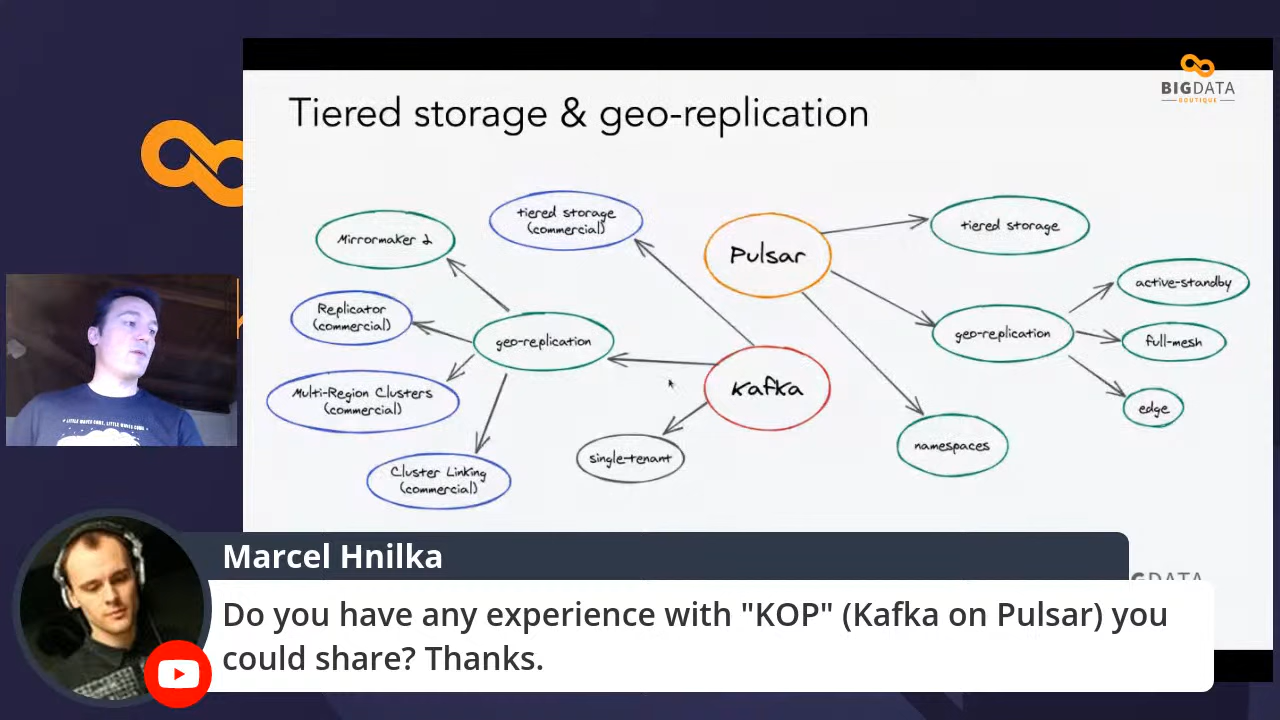 BIGDATA
BOUTIQUE
Tiered storage & geo-replication
tiered storage
(commercial)
Mirrormaker 2
Pulsar
tiered storage
active-standby
Replicator
(commercial)
geo-replication
geo-replication
full-mesh
Multi-Region Clusters
(commercial)
Kafka
edge
single-tenant
namespaces
Cluster Linking
(commercial)
Marcel Hnilka
Do you have any experience with "KOP" (Kafka on Pulsar) you
could share? Thanks.